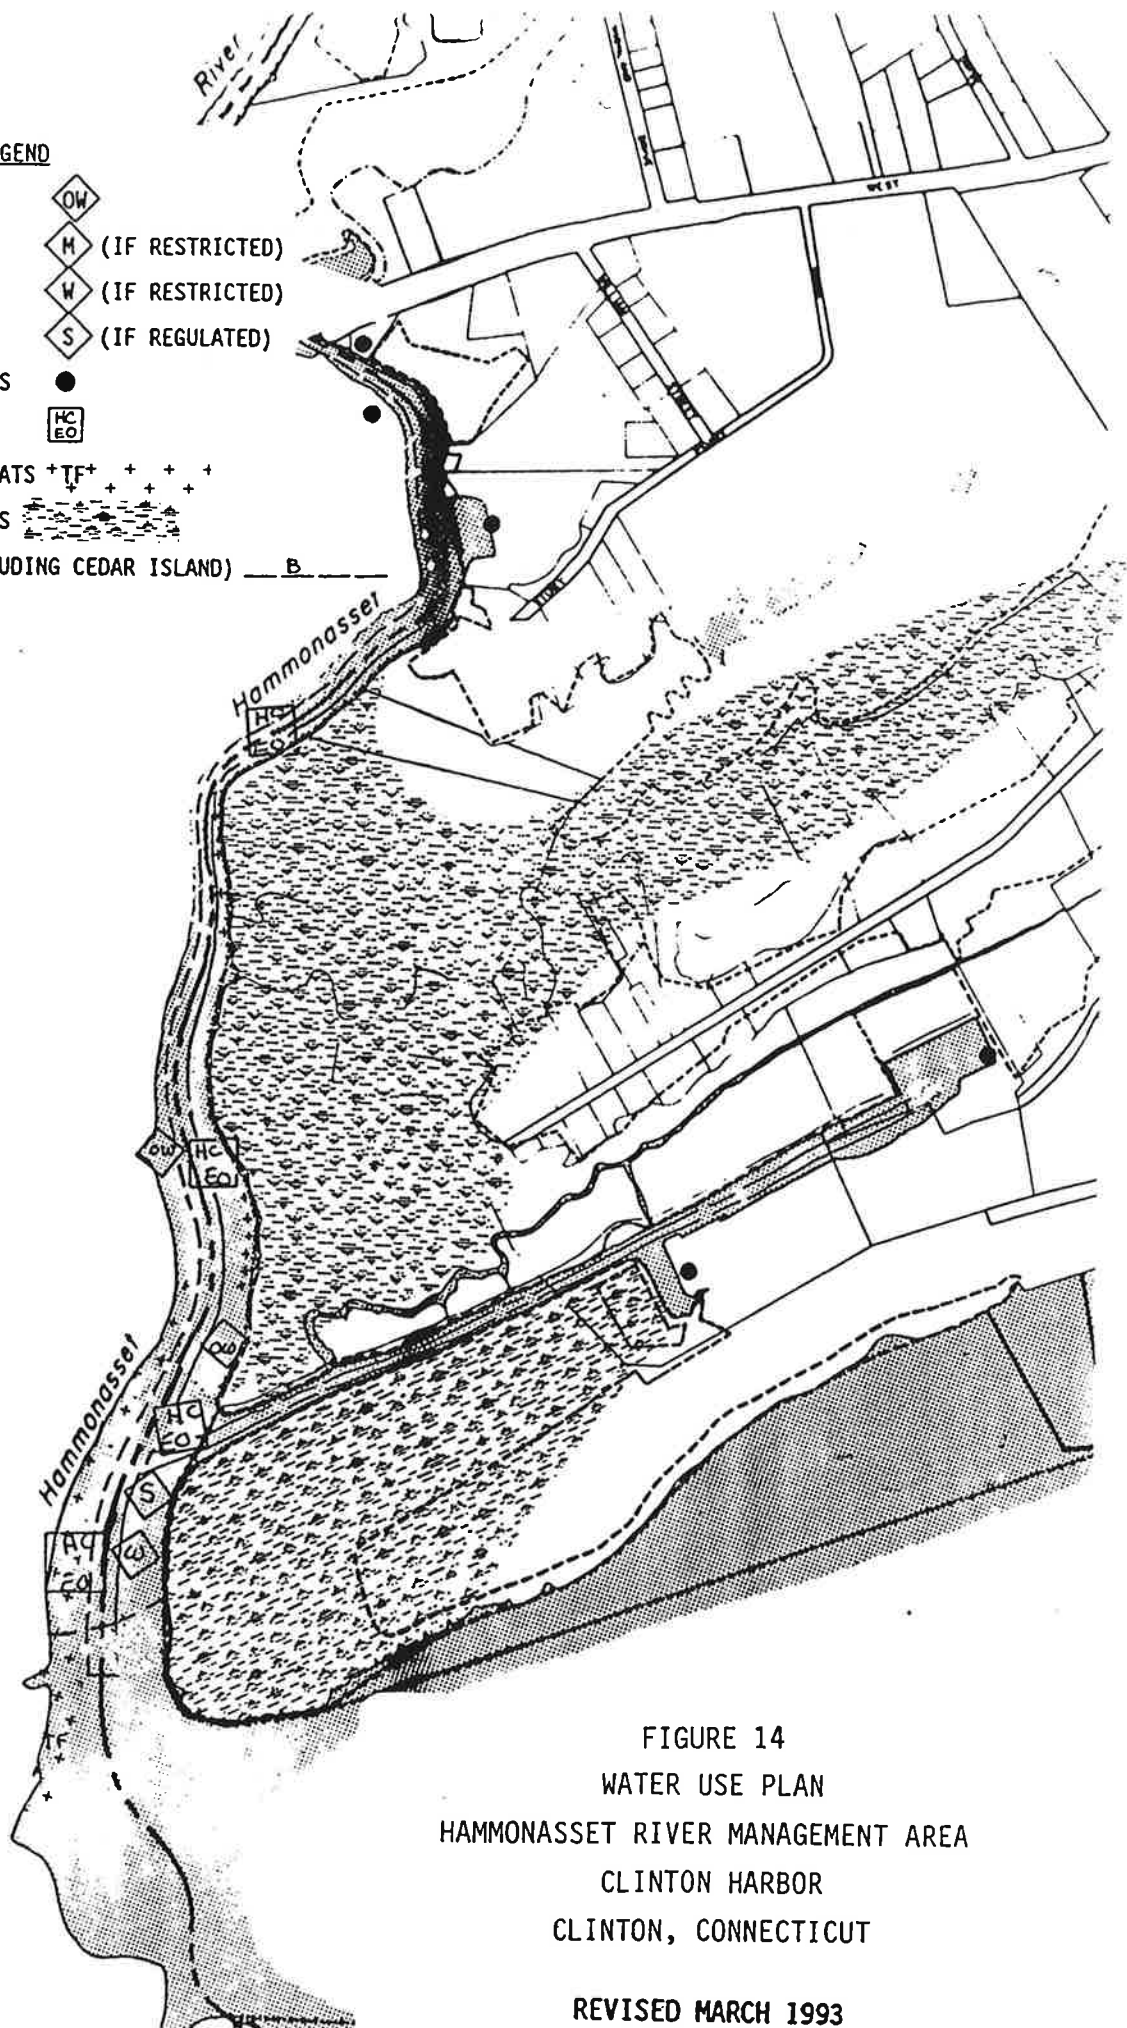 River
GEND
OW
M (IF RESTRICTED)
W (IF RESTRICTED)
S (IF REGULATED)
S
HC
EO
ATS +TF+ + + +
S
UDING CEDAR ISLAND) B
WEST
Hammonasset
HC
EO
OW
HC
EO
OW
Hammonasset
HC
EO
S
W
EO
TF
FIGURE 14
WATER USE PLAN
HAMMONASSET RIVER MANAGEMENT AREA
CLINTON HARBOR
CLINTON, CONNECTICUT
REVISED MARCH 1993